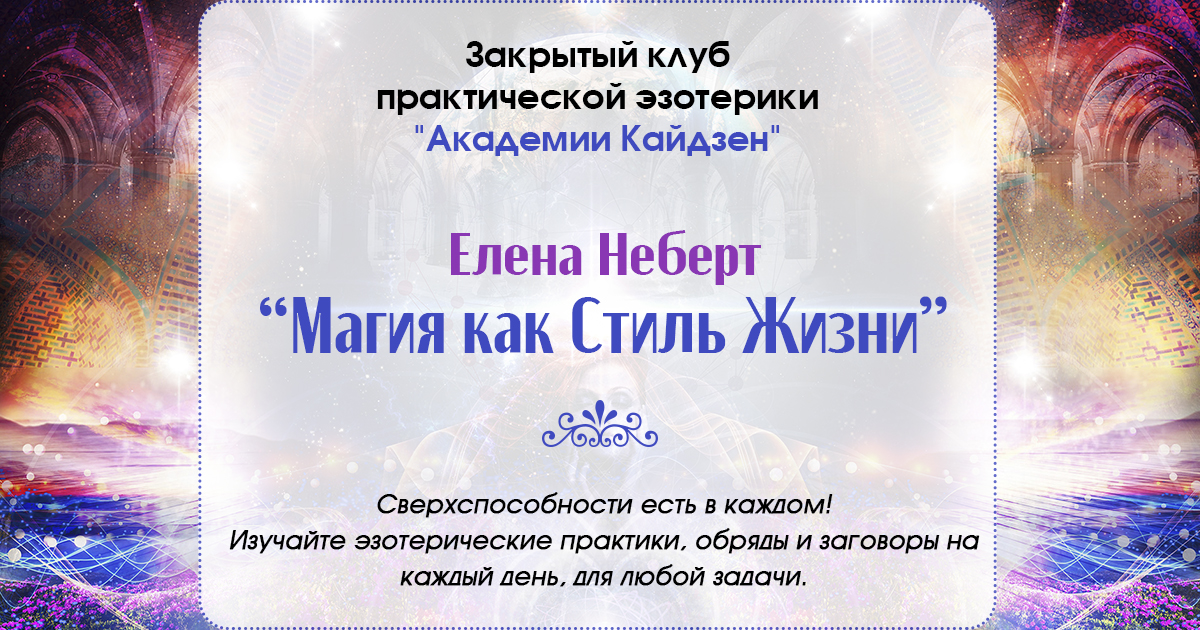 Закрытый клуб
практической эзотерики
"Академии Кайдзен"
Елена Неберт
“Магия как Стиль Жизни”
Сверхспособности есть в каждом!
Изучайте эзотерические практики, обряды и заговоры на
каждый день, для любой задачи.